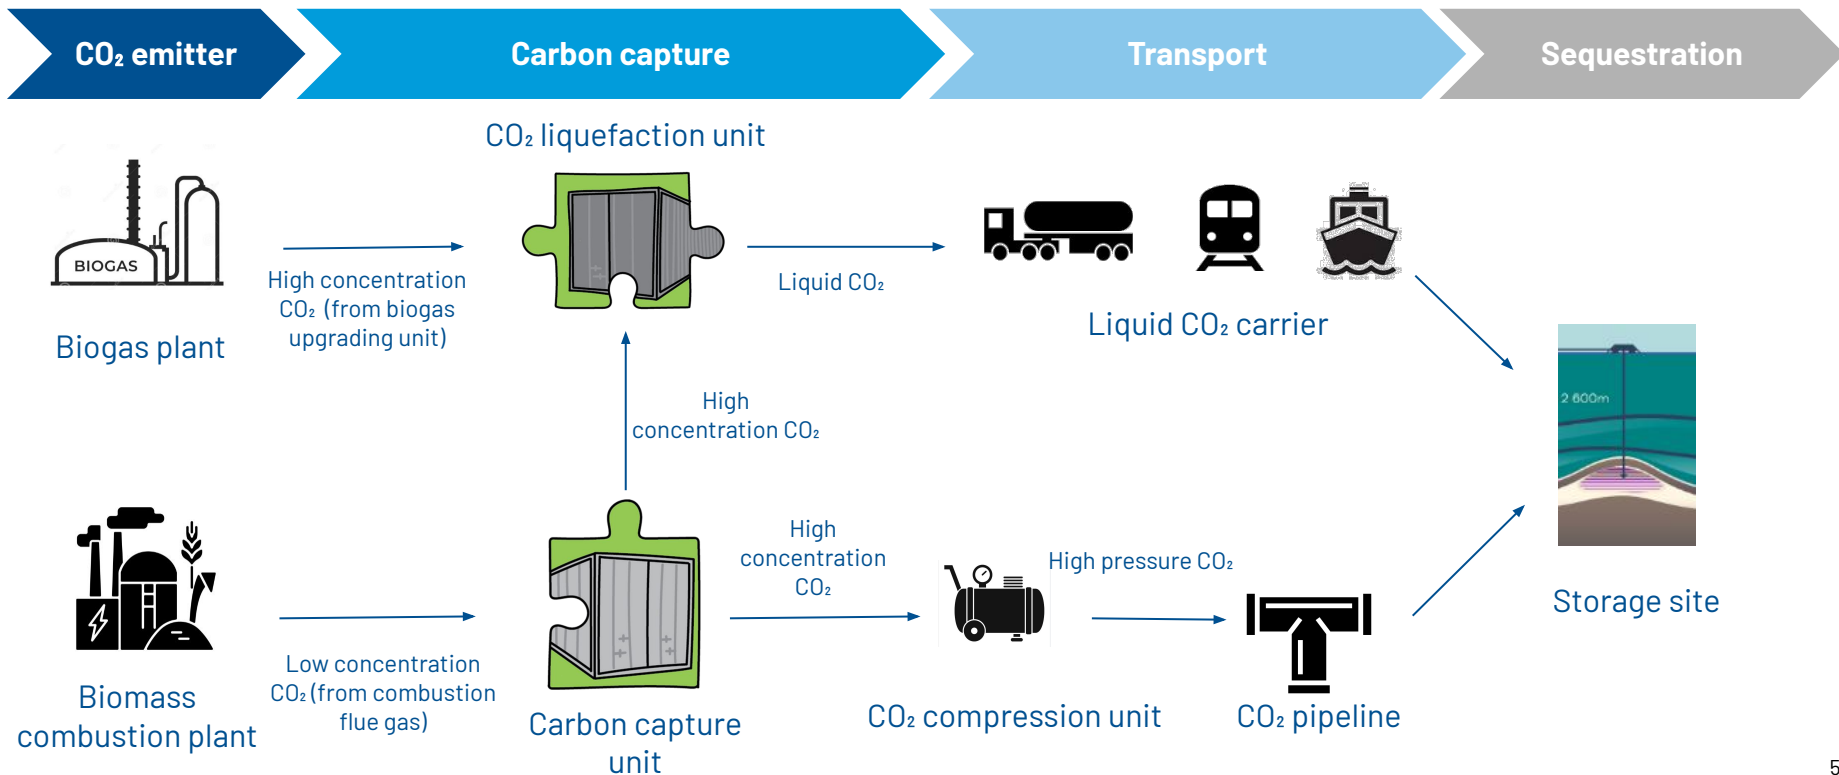 CO₂ emitter
Carbon capture
Transport
Sequestration
CO₂ liquefaction unit
BIOGAS
High concentration
CO₂ (from biogas
upgrading unit)
Biogas plant
Liquid CO₂
Liquid CO₂ carrier
High
concentration CO₂
2 600m
Storage site
Biomass
combustion plant
Low concentration
CO₂ (from combustion
flue gas)
Carbon capture
unit
High
concentration
CO₂
CO₂ compression unit
High pressure CO₂
CO₂ pipeline
5